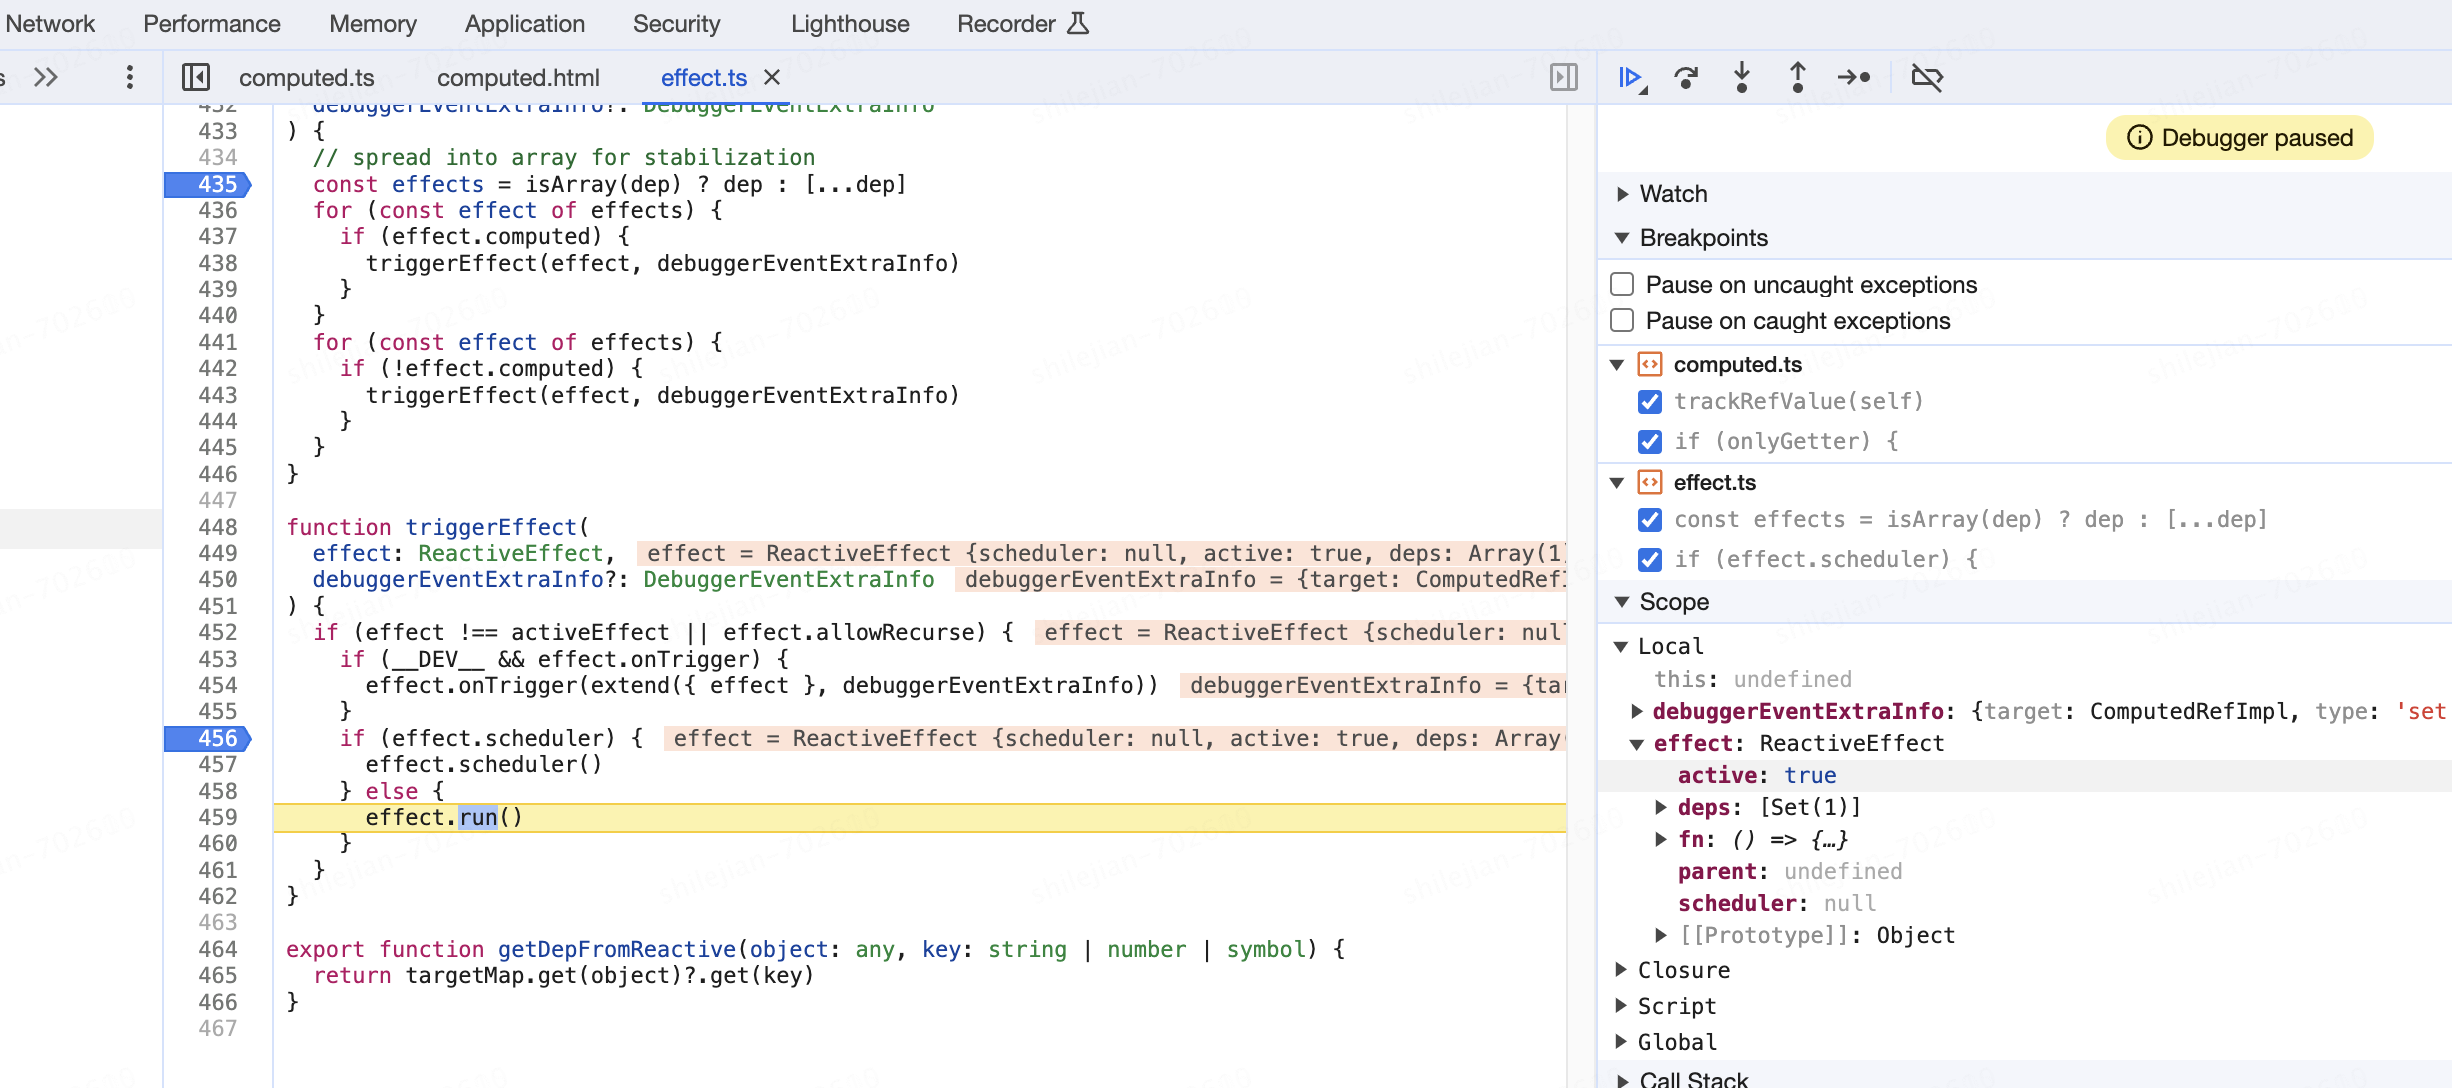 Network Performance Memory Application Security Lighthouse Recorder
s » computed.ts computed.html effect.ts ×
432 debuggerEventExtraInfo?: DebuggerEventExtraInfo
433 ) {
434 // spread into array for stabilization
435 const effects = isArray(dep) ? dep : [...dep]
436 for (const effect of effects) {
437 if (effect.computed) {
438 triggerEffect(effect, debuggerEventExtraInfo)
439 }
440 }
441 for (const effect of effects) {
442 if (!effect.computed) {
443 triggerEffect(effect, debuggerEventExtraInfo)
444 }
445 }
446 }
447
448 function triggerEffect(
449 effect: ReactiveEffect, effect = ReactiveEffect {scheduler: null, active: true, deps: Array(1)
450 debuggerEventExtraInfo?: DebuggerEventExtraInfo debuggerEventExtraInfo = {target: ComputedRefI
451 ) {
452 if (effect !== activeEffect || effect.allowRecurse) { effect = ReactiveEffect {scheduler: nul
453 if (__DEV__ && effect.onTrigger) {
454 effect.onTrigger(extend({ effect }, debuggerEventExtraInfo)) debuggerEventExtraInfo = {tar
455 }
456 if (effect.scheduler) { effect = ReactiveEffect {scheduler: null, active: true, deps: Array
457 effect.scheduler()
458 } else {
459 effect.run()
460 }
461 }
462 }
463
464 export function getDepFromReactive(object: any, key: string | number | symbol) {
465 return targetMap.get(object)?.get(key)
466 }
467
Debugger paused
Watch
Breakpoints
Pause on uncaught exceptions
Pause on caught exceptions
computed.ts
trackRefValue(self)
if (onlyGetter) {
effect.ts
const effects = isArray(dep) ? dep : [...dep]
if (effect.scheduler) {
Scope
Local
this: undefined
debuggerEventExtraInfo: {target: ComputedRefImpl, type: 'set
effect: ReactiveEffect
active: true
deps: [Set(1)]
fn: () => {…}
parent: undefined
scheduler: null
[[Prototype]]: Object
Closure
Script
Global
Call Stack